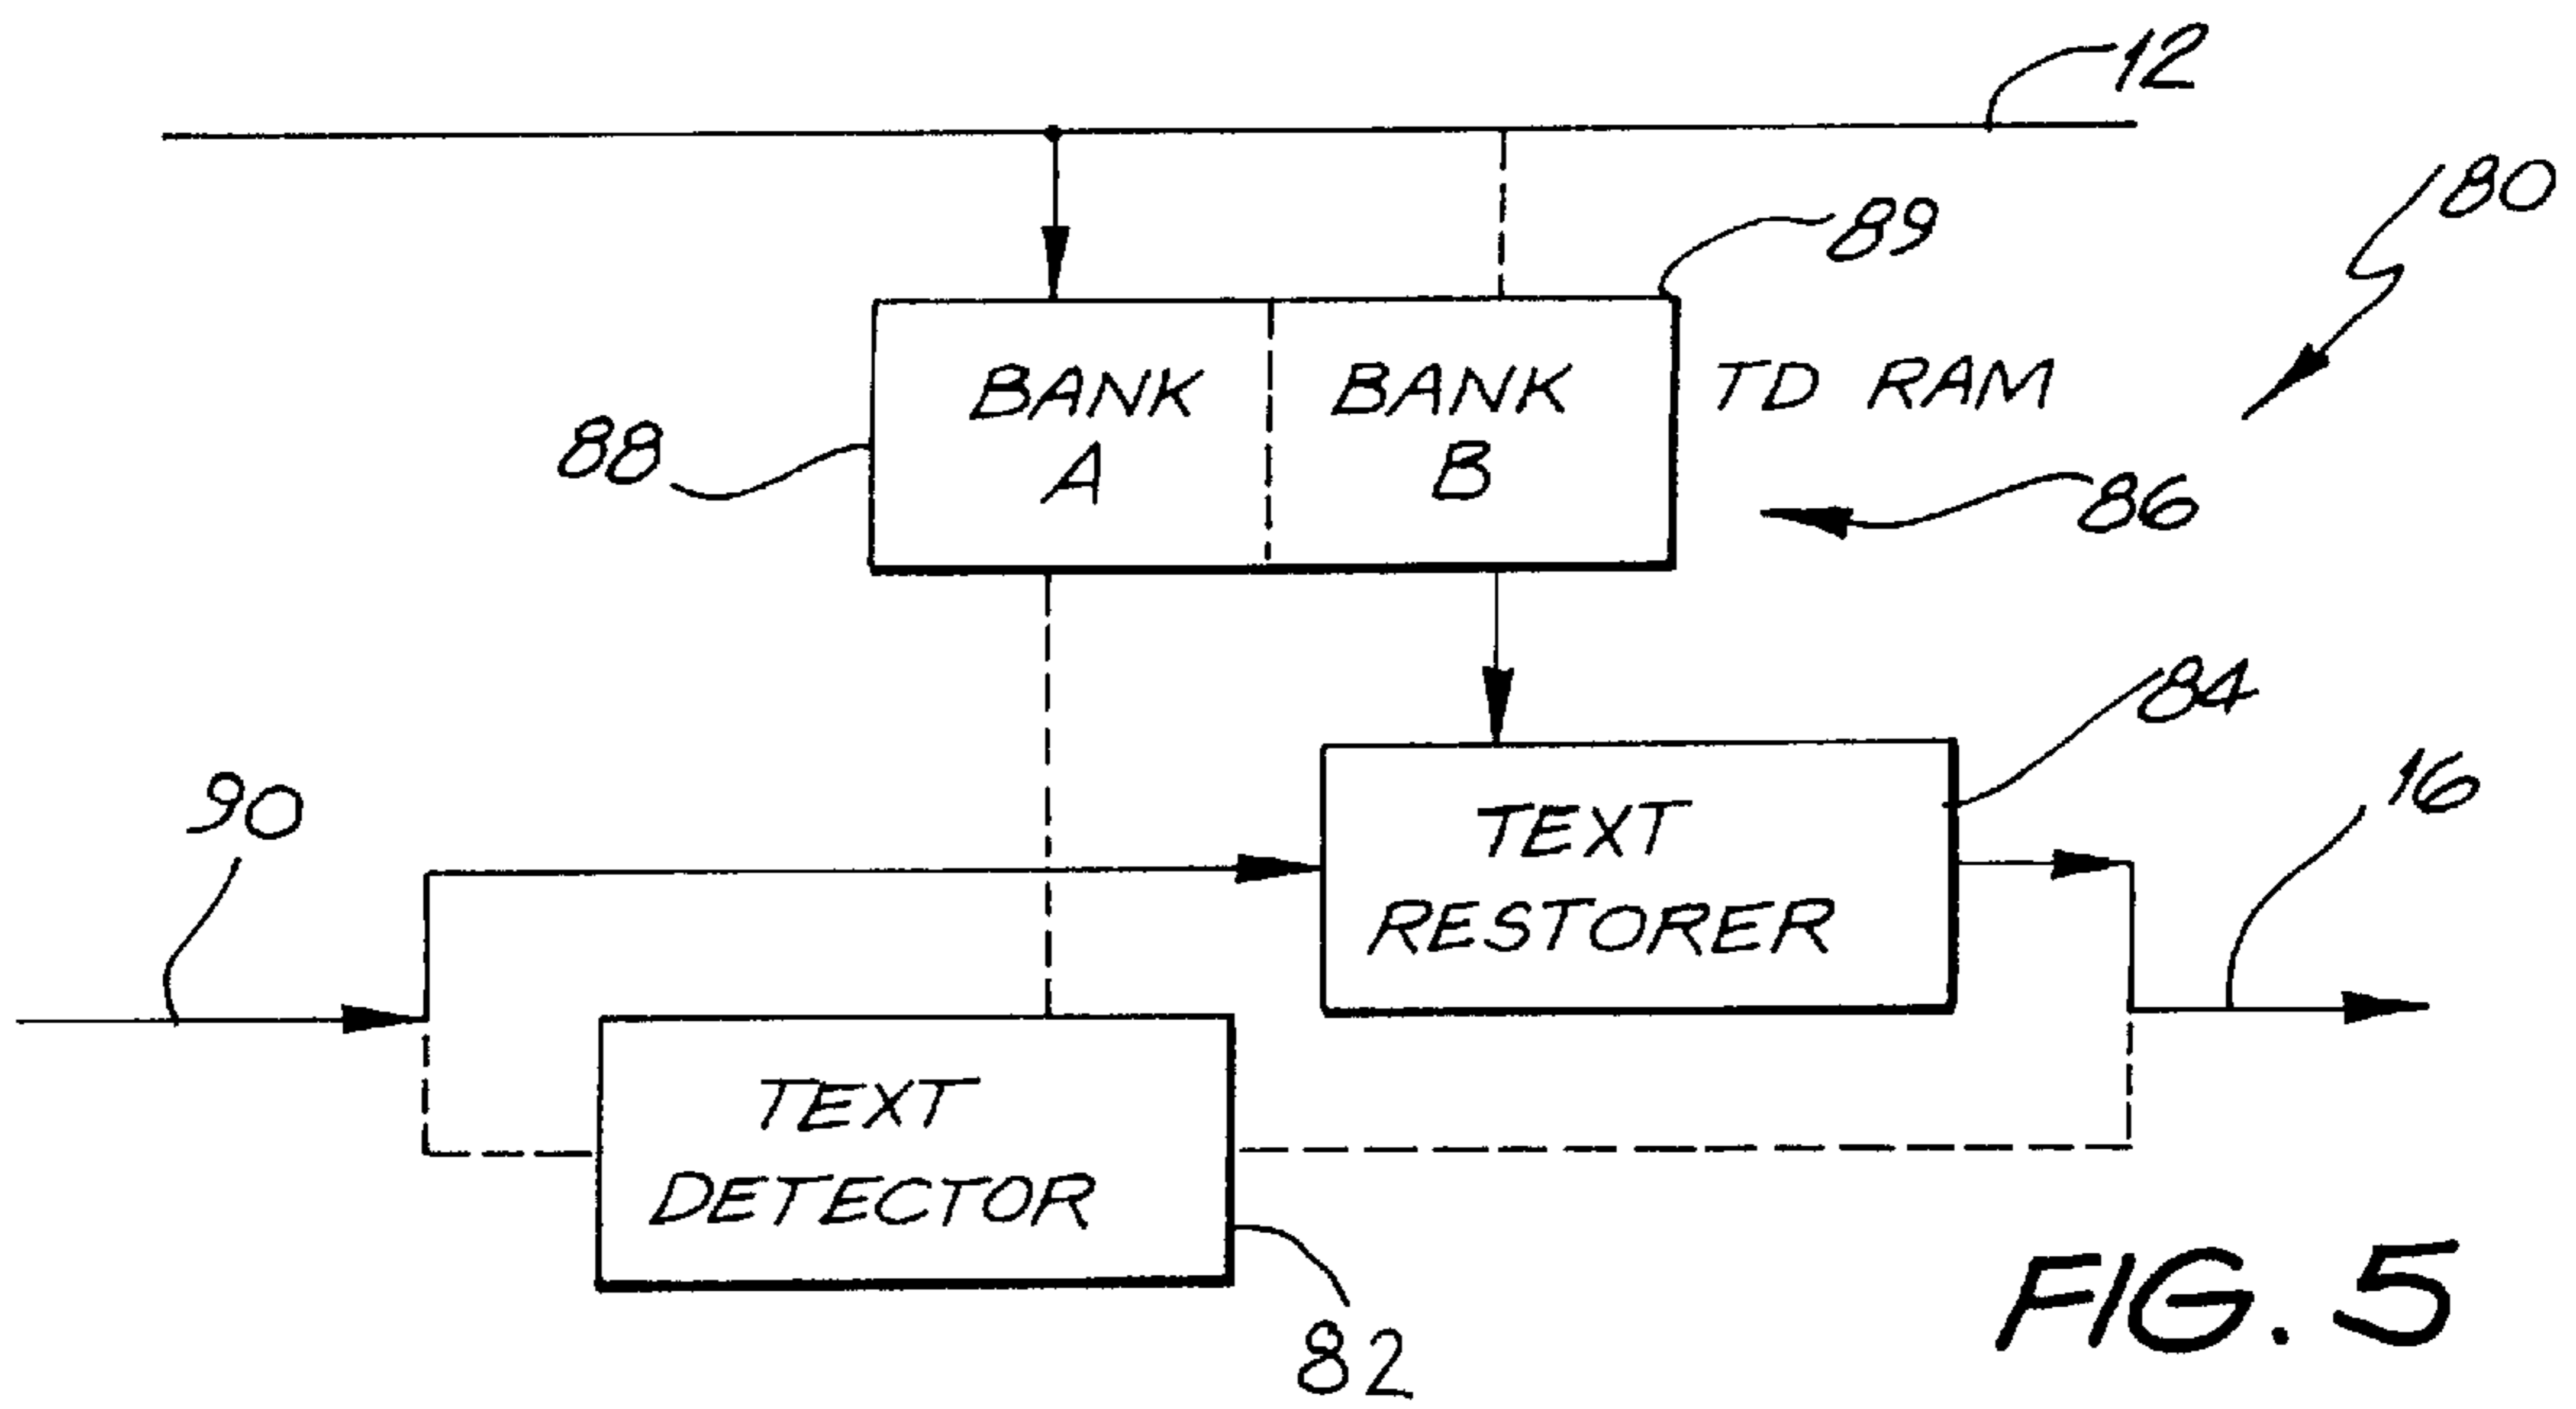 12
80
89
BANK A
BANK B
TD RAM
88
86
84
TEXT RESTORER
16
90
TEXT DETECTOR
82
FIG. 5